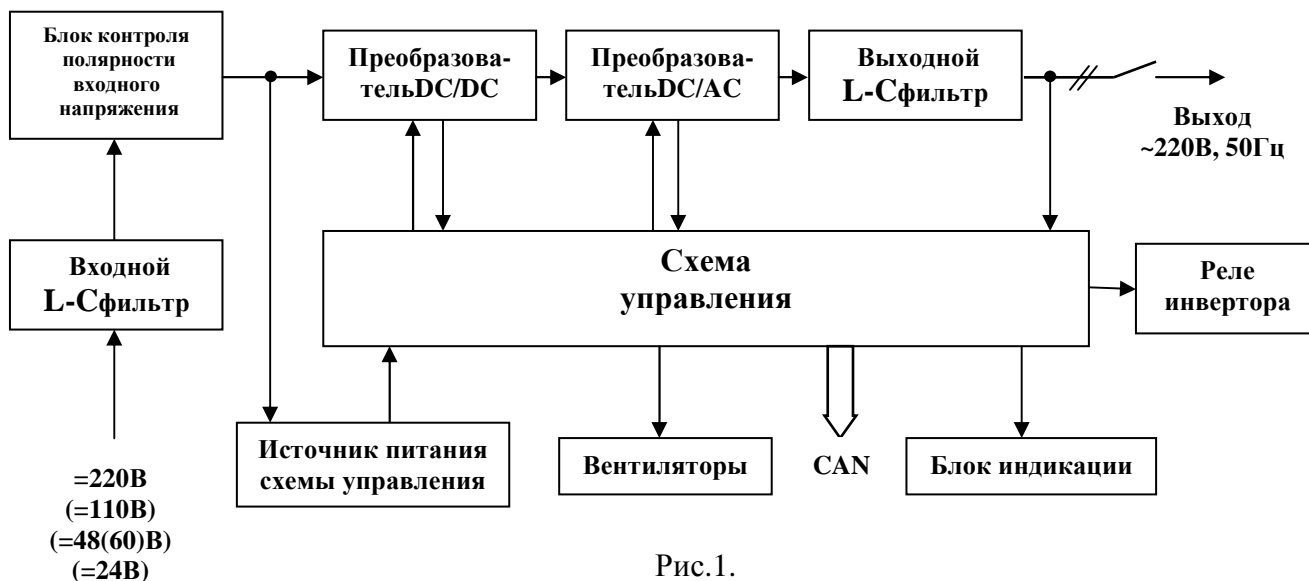 Блок контроля
полярности
входного
напряжения
Преобразова-
тельDC/DC
Преобразова-
тельDC/AC
Выходной
L-Cфильтр
Выход
~220В, 50Гц
Входной
L-Cфильтр
Схема
управления
Реле
инвертора
Источник питания
схемы управления
Вентиляторы
CAN
Блок индикации
=220В
(=110В)
(=48(60)В)
(=24В)
Рис.1.